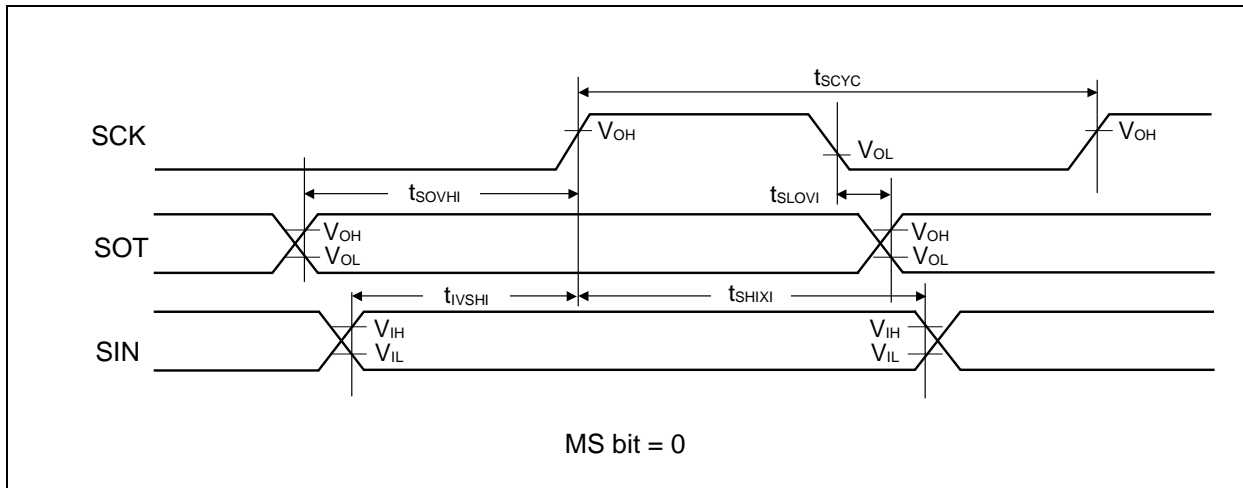 tSCYC
SCK
VOH
VOL
VOH
tSOVHI
tSLOVI
SOT
VOH
VOL
VOH
VOL
tIVSHI
tSHIXI
SIN
VIH
VIL
VIH
VIL
MS bit = 0